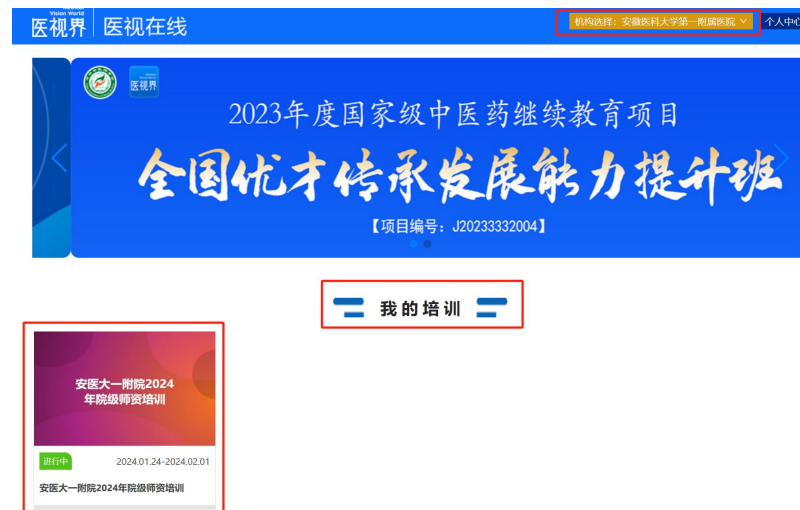 Vision World
医视界 医视在线
机构选择：安徽医科大学第一附属医院
个人中心
医视界
2023年度国家级中医药继续教育项目
全国优才传承发展能力提升班
【项目编号：J20233332004】
我的培训
安医大一附院2024
年院级师资培训
进行中 2024.01.24-2024.02.01
安医大一附院2024年院级师资培训